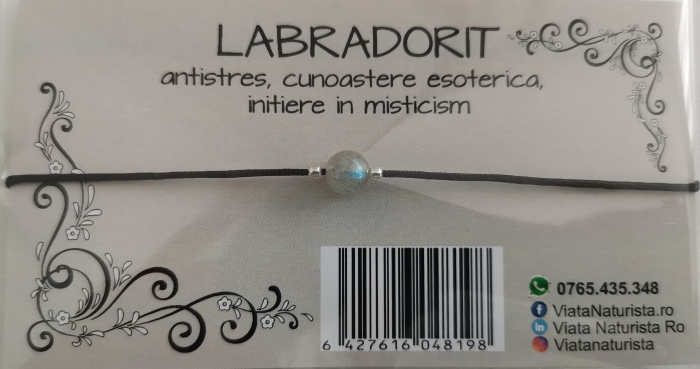 LABRADORIT
antistres, cunoastere esoterica,
initiere in misticism
0765.435.348
ViataNaturista.ro
Viata Naturista Ro
Viatanaturista
6 427616 048198